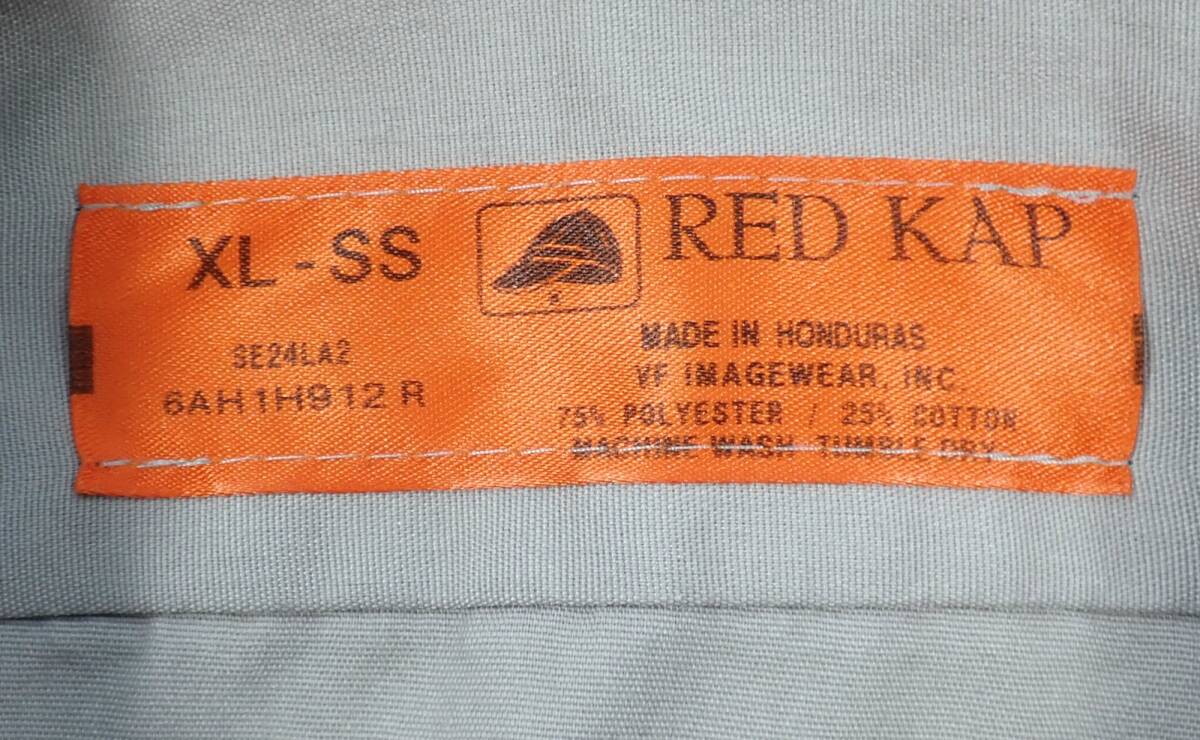 XL - SS
RED KAP
SE24LA2
6AH1H912 R
MADE IN HONDURAS
VF IMAGEWEAR, INC.
75% POLYESTER / 25% COTTON
MACHINE WASH TUMBLE DRY